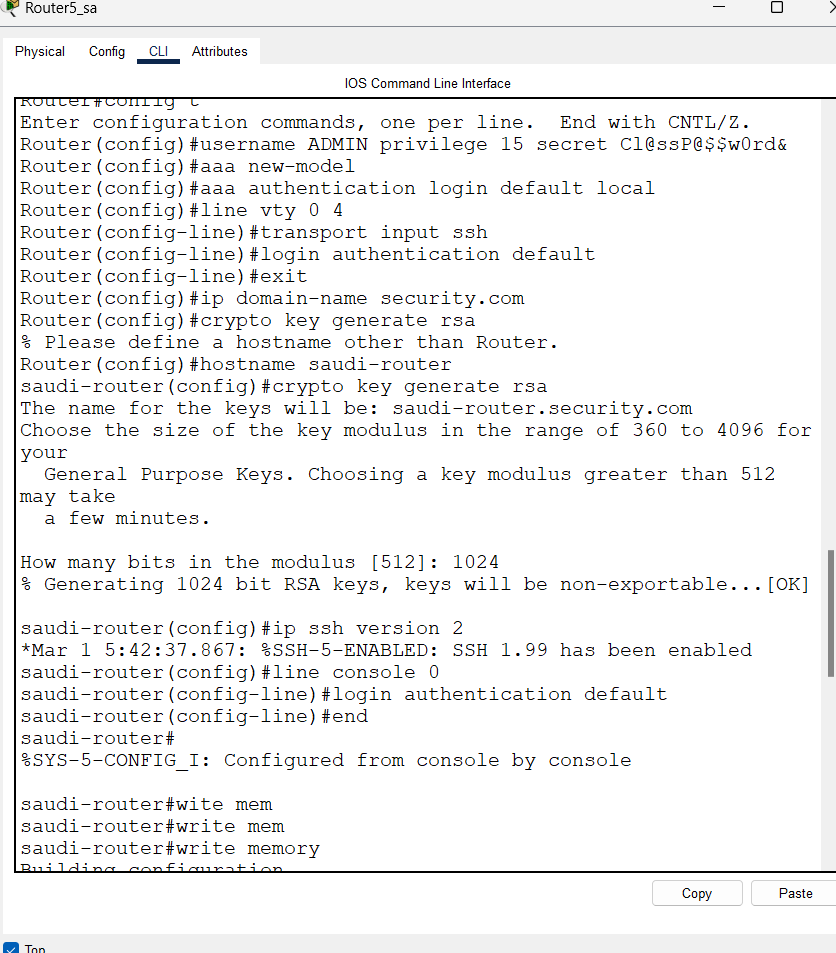 Router5_sa
Physical Config CLI Attributes
IOS Command Line Interface
Router#config t
Enter configuration commands, one per line.  End with CNTL/Z.
Router(config)#username ADMIN privilege 15 secret Cl@ssP@$$w0rd&
Router(config)#aaa new-model
Router(config)#aaa authentication login default local
Router(config)#line vty 0 4
Router(config-line)#transport input ssh
Router(config-line)#login authentication default
Router(config-line)#exit
Router(config)#ip domain-name security.com
Router(config)#crypto key generate rsa
% Please define a hostname other than Router.
Router(config)#hostname saudi-router
saudi-router(config)#crypto key generate rsa
The name for the keys will be: saudi-router.security.com
Choose the size of the key modulus in the range of 360 to 4096 for
your
  General Purpose Keys. Choosing a key modulus greater than 512
may take
  a few minutes.
How many bits in the modulus [512]: 1024
% Generating 1024 bit RSA keys, keys will be non-exportable...[OK]
saudi-router(config)#ip ssh version 2
*Mar 1 5:42:37.867: %SSH-5-ENABLED: SSH 1.99 has been enabled
saudi-router(config)#line console 0
saudi-router(config-line)#login authentication default
saudi-router(config-line)#end
saudi-router#
%SYS-5-CONFIG_I: Configured from console by console
saudi-router#wite mem
saudi-router#write mem
saudi-router#write memory
Building configuration
Copy Paste
Top